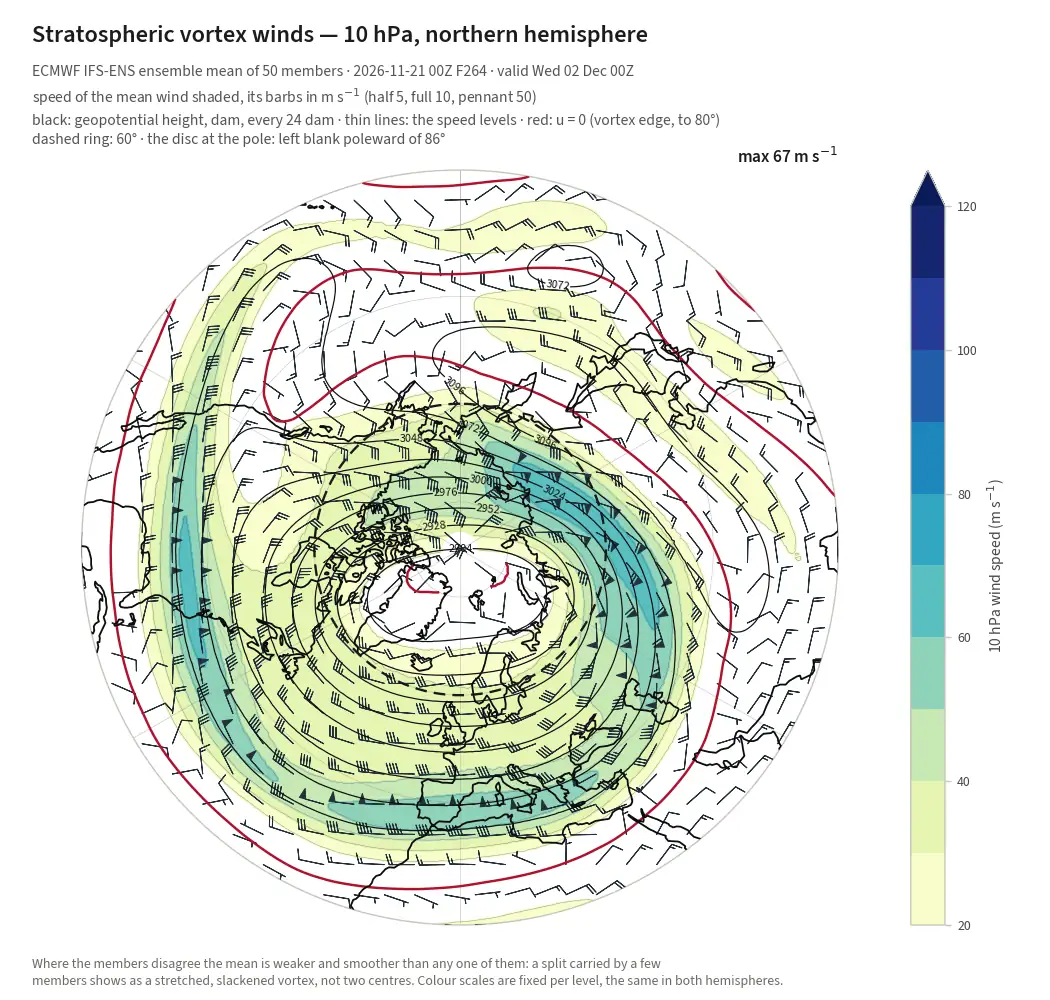 Stratospheric vortex winds — 10 hPa, northern hemisphere
ECMWF IFS-ENS ensemble mean of 50 members · 2026-11-21 00Z F264 · valid Wed 02 Dec 00Z
speed of the mean wind shaded, its barbs in m s⁻¹ (half 5, full 10, pennant 50)
black: geopotential height, dam, every 24 dam · thin lines: the speed levels · red: u = 0 (vortex edge, to 80°)
dashed ring: 60° · the disc at the pole: left blank poleward of 86°
max 67 m s⁻¹
120
100
80
60
40
20
10 hPa wind speed (m s⁻¹)
3072
3096
3048
2976
2952
3024
2928
Where the members disagree the mean is weaker and smoother than any one of them: a split carried by a few
members shows as a stretched, slackened vortex, not two centres. Colour scales are fixed per level, the same in both hemispheres.